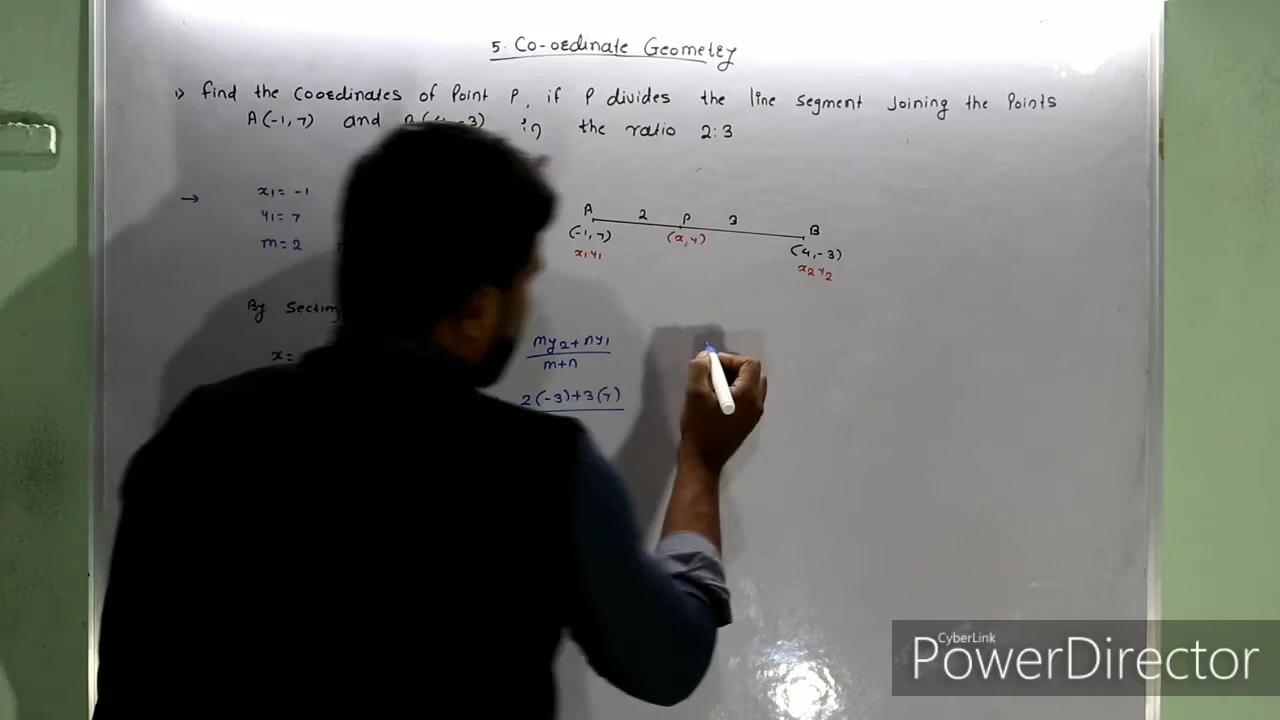 5. Co-ordinate Geometry
1) find the Coordinates of Point P, if P divides the line segment Joining the Points
A(-1,7) and in the ratio 2:3
→ x1= -1
y1= 7
m=2
A 2 P 3 B
(-1,7) (x,y) (4,-3)
x1y1 x2y2
By Section
x=
my2+ny1
m+n
2(-3)+3(7)
CyberLink
PowerDirector